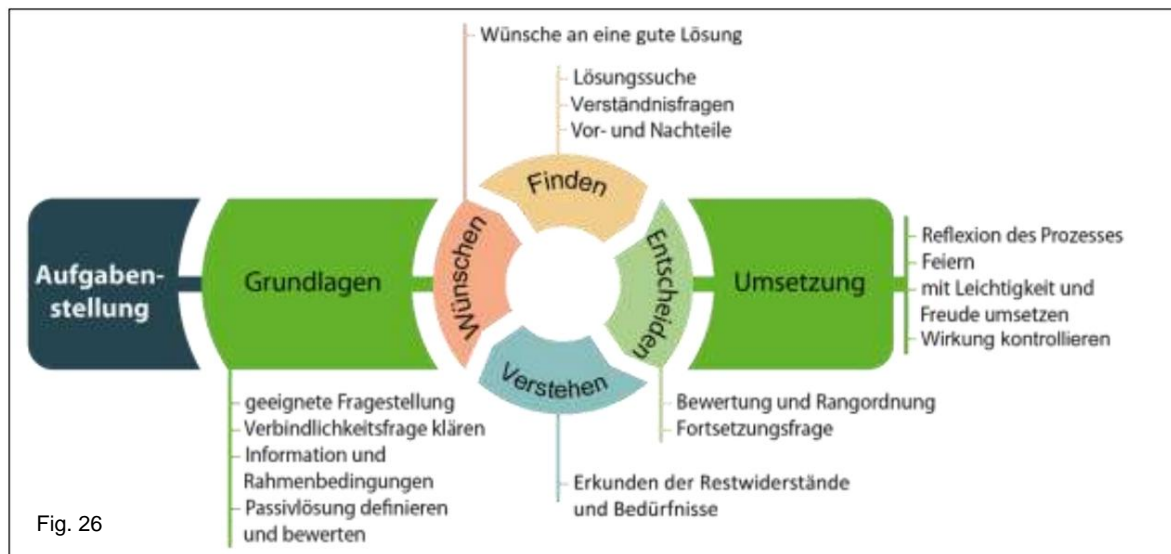 Wünsche an eine gute Lösung
Lösungssuche
Verständnisfragen
Vor- und Nachteile
Aufgaben-
stellung
Grundlagen
Wünschen
Finden
Entscheiden
Verstehen
Umsetzung
Reflexion des Prozesses
Feiern
mit Leichtigkeit und
Freude umsetzen
Wirkung kontrollieren
geeignete Fragestellung
Verbindlichkeitsfrage klären
Information und
Rahmenbedingungen
Passivlösung definieren
und bewerten
Bewertung und Rangordnung
Fortsetzungsfrage
Erkunden der Restwiderstände
und Bedürfnisse
Fig. 26